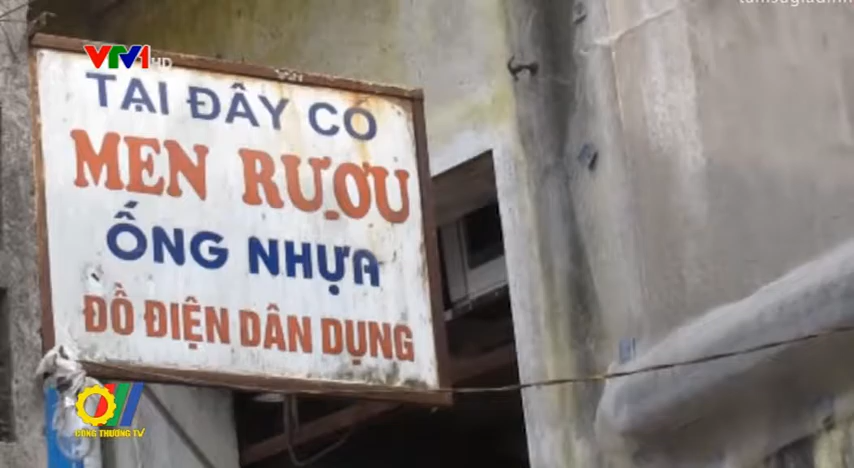 VTV1 HD
TẠI ĐÂY CÓ
MEN RƯỢU
ỐNG NHỰA
ĐỒ ĐIỆN DÂN DỤNG
CÔNG THƯƠNG TV